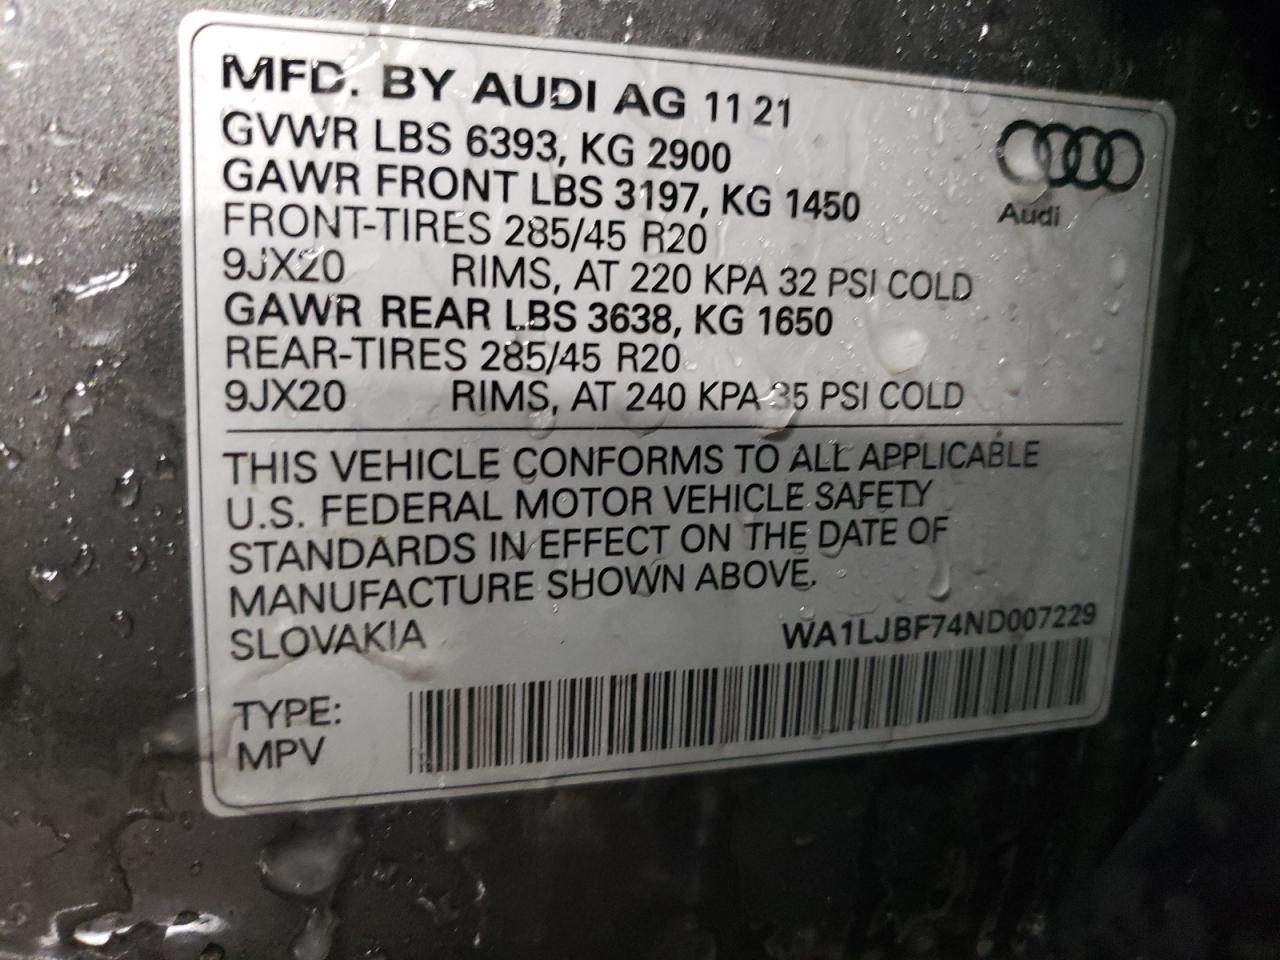 MFD. BY AUDI AG 11 21
GVWR LBS 6393, KG 2900
GAWR FRONT LBS 3197, KG 1450
FRONT-TIRES 285/45 R20
9JX20 RIMS, AT 220 KPA 32 PSI COLD
GAWR REAR LBS 3638, KG 1650
REAR-TIRES 285/45 R20
9JX20 RIMS, AT 240 KPA 35 PSI COLD
Audi
THIS VEHICLE CONFORMS TO ALL APPLICABLE
U.S. FEDERAL MOTOR VEHICLE SAFETY
STANDARDS IN EFFECT ON THE DATE OF
MANUFACTURE SHOWN ABOVE.
SLOVAKIA WA1LJBF74ND007229
TYPE:
MPV